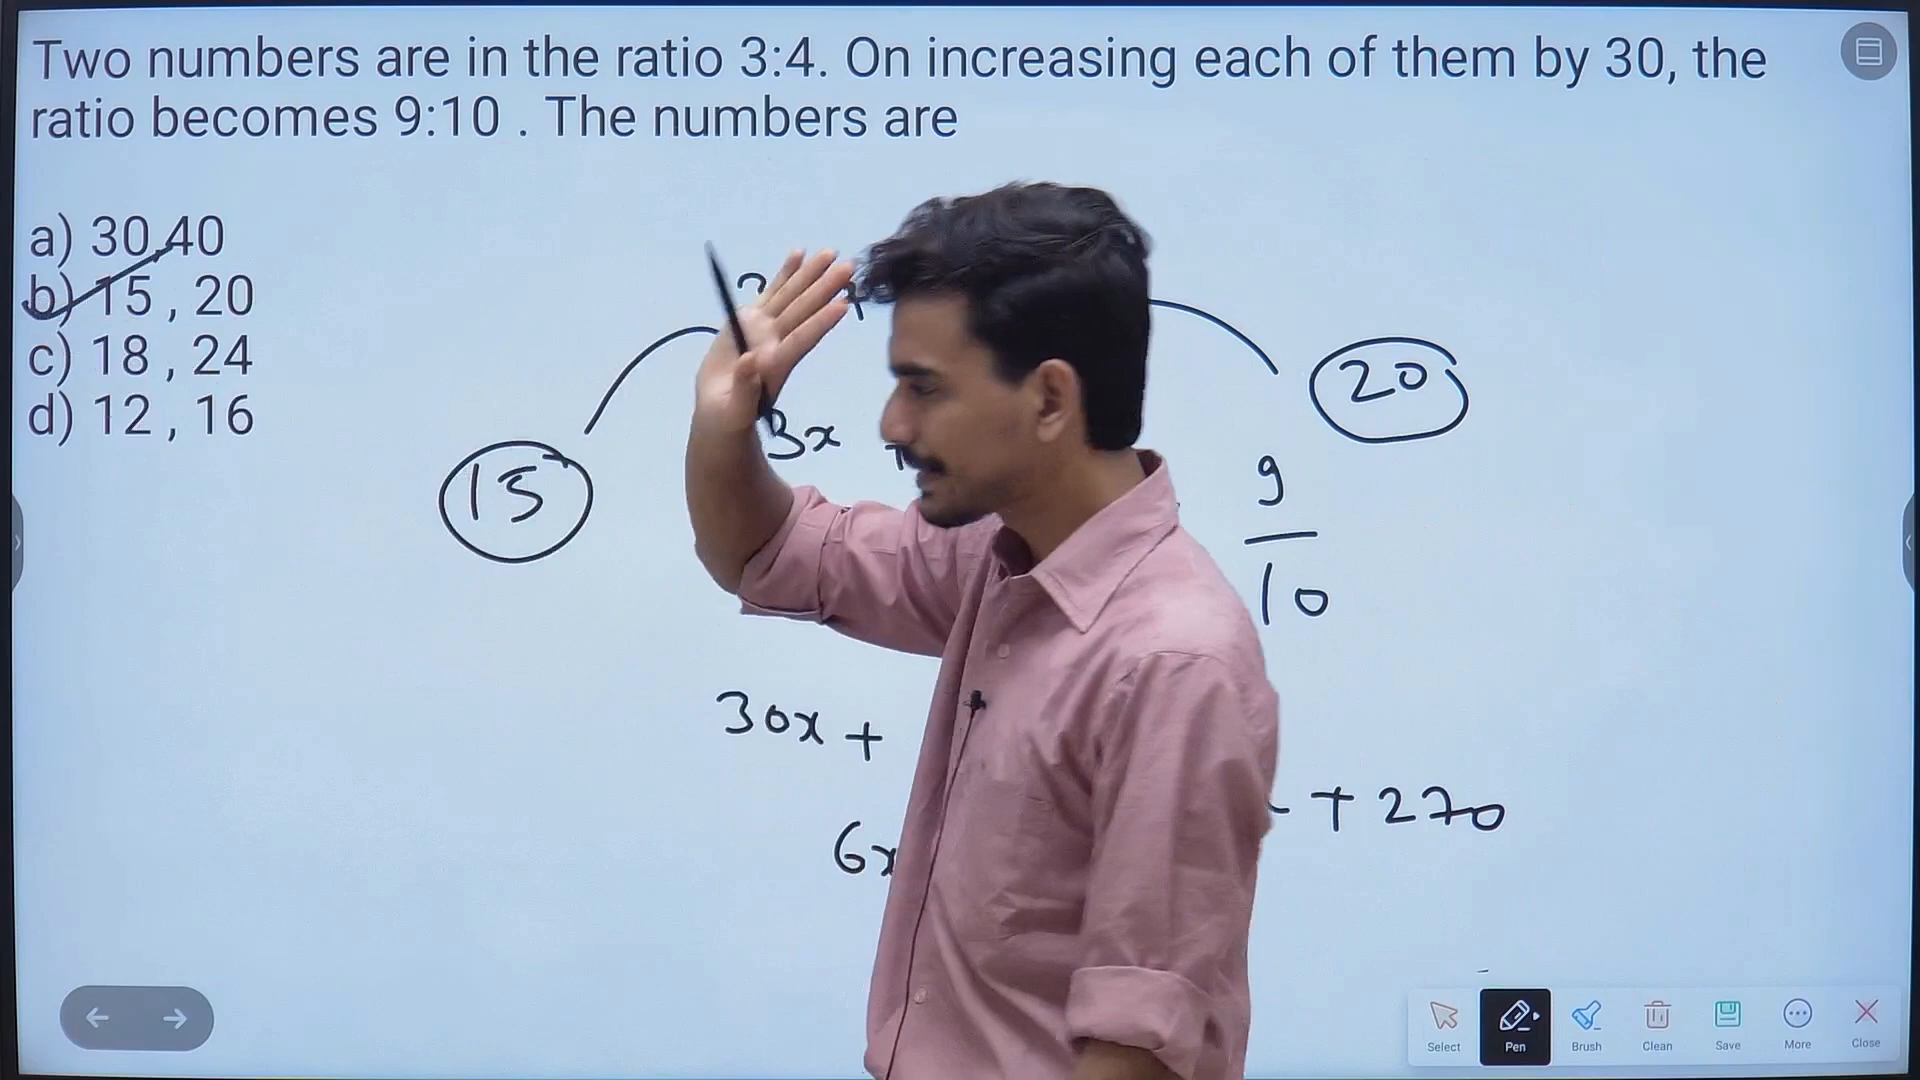 Two numbers are in the ratio 3:4. On increasing each of them by 30, the
ratio becomes 9:10 . The numbers are
a) 30,40
b) 15 , 20
c) 18 , 24
d) 12 , 16
20
3x +
15
9
10
30x +
+ 270
6x
Select Pen Brush Clean Save More Close